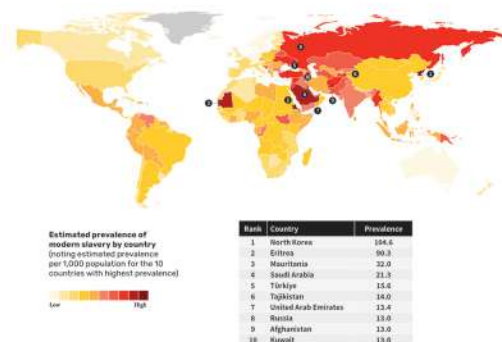 Estimated prevalence of
modern slavery by country
(noting estimated prevalence
per 1,000 population for the 10
countries with highest prevalence)
Low High
Rank Country Prevalence
1 North Korea 104.6
2 Eritrea 90.3
3 Mauritania 32.0
4 Saudi Arabia 21.3
5 Türkiye 15.6
6 Tajikistan 14.0
7 United Arab Emirates 13.4
8 Russia 13.0
9 Afghanistan 13.0
10 Kuwait 13.0